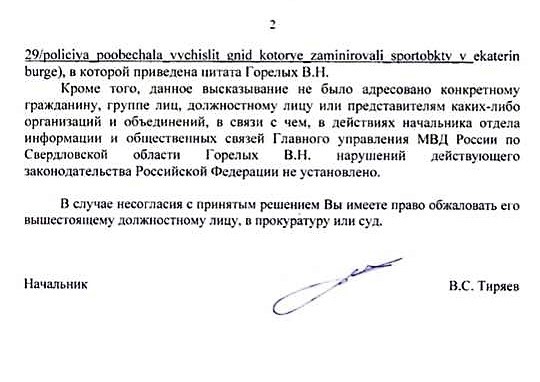 2
29/policiya_poobechala_vychislit_gnid_kotorye_zaminirovali_sportobkty_v_ekaterin
burge), в которой приведена цитата Горелых В.Н.
Кроме того, данное высказывание не было адресовано конкретному
гражданину, группе лиц, должностному лицу или представителям каких-либо
организаций и объединений, в связи с чем, в действиях начальника отдела
информации и общественных связей Главного управления МВД России по
Свердловской области Горелых В.Н. нарушений действующего
законодательства Российской Федерации не установлено.
В случае несогласия с принятым решением Вы имеете право обжаловать его
вышестоящему должностному лицу, в прокуратуру или суд.
Начальник В.С. Тиряев